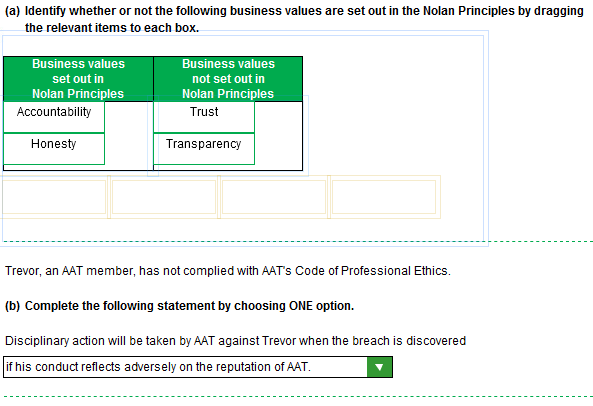 (a) Identify whether or not the following business values are set out in the Nolan Principles by dragging
the relevant items to each box.
Business values
set out in
Nolan Principles
Business values
not set out in
Nolan Principles
Accountability
Trust
Honesty
Transparency
Trevor, an AAT member, has not complied with AAT's Code of Professional Ethics.
(b) Complete the following statement by choosing ONE option.
Disciplinary action will be taken by AAT against Trevor when the breach is discovered
if his conduct reflects adversely on the reputation of AAT.